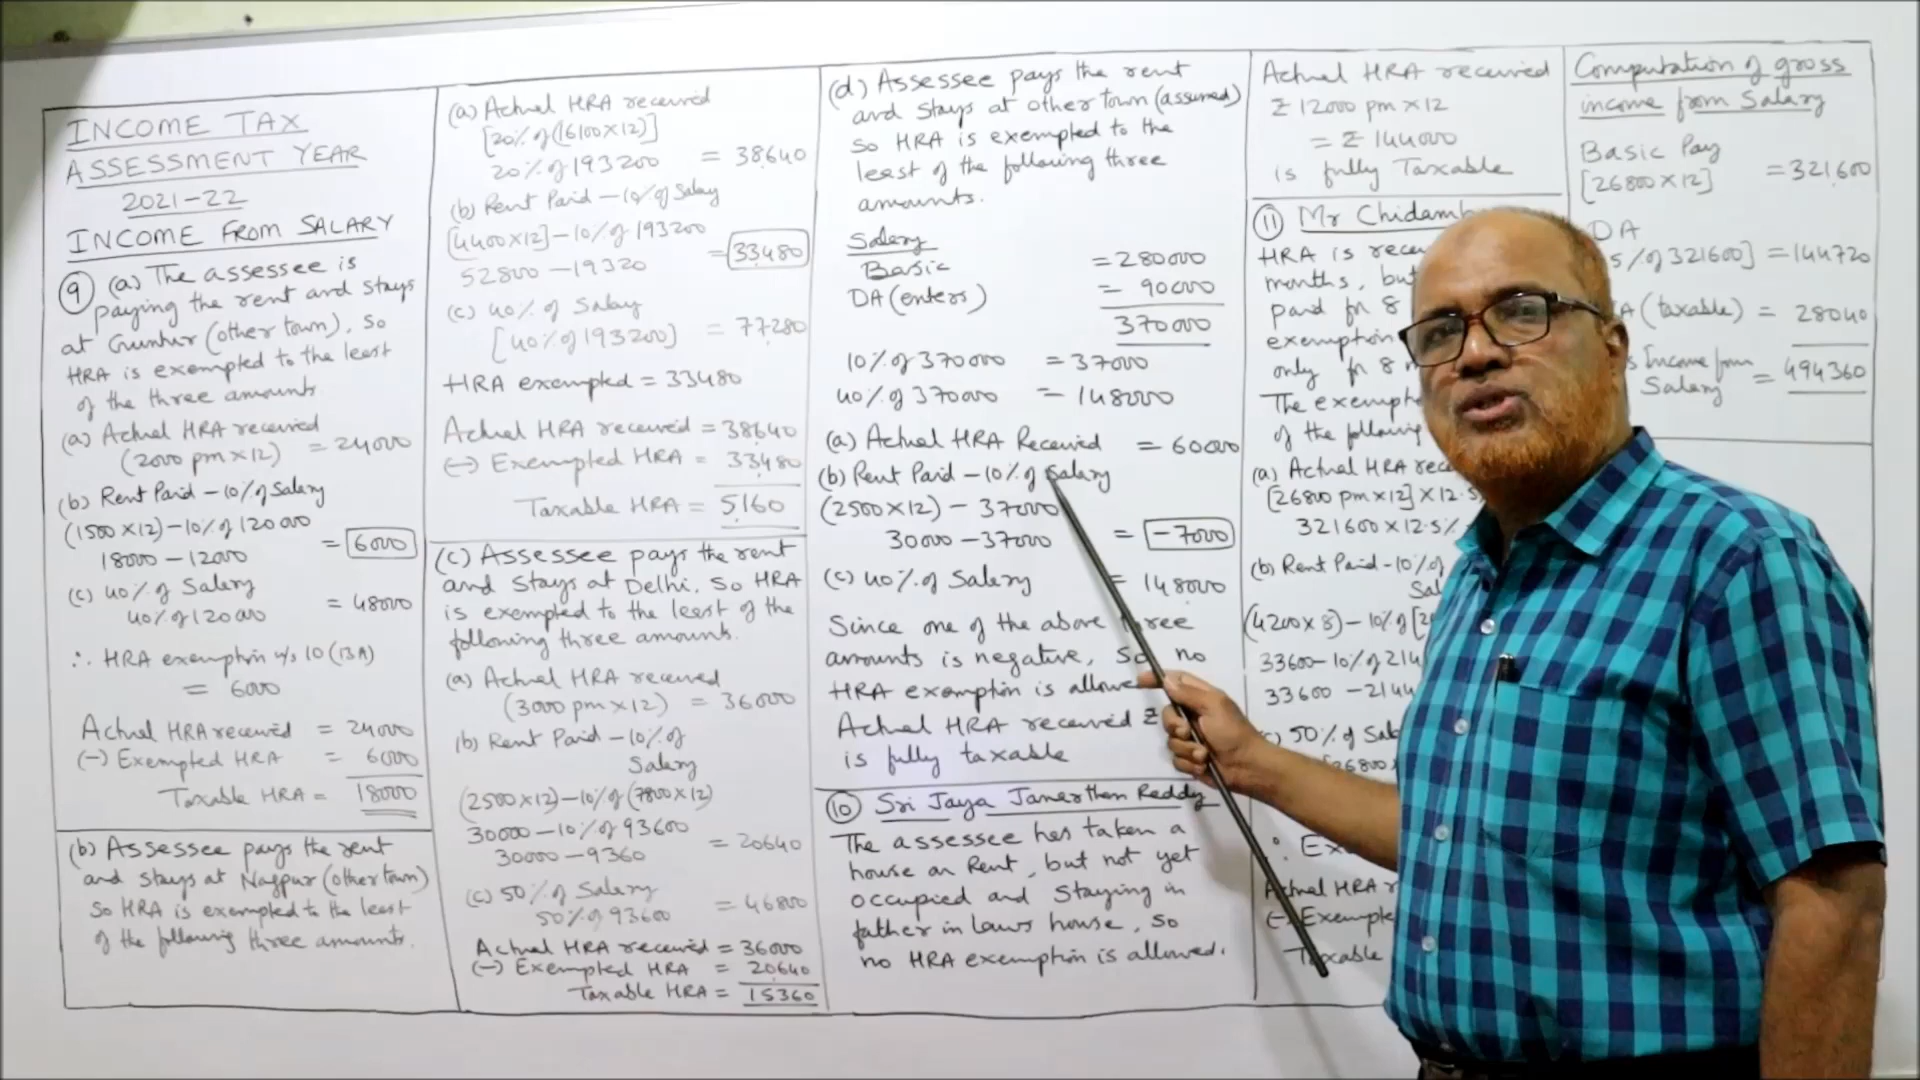 INCOME TAX
ASSESSMENT YEAR
2021-22
INCOME FROM SALARY
(9) (a) The assessee is
paying the rent and stays
at Guntur (other town), so
HRA is exempted to the least
of the three amounts
(a) Actual HRA received
(2000 pm x 12) = 24000
(b) Rent Paid - 10% of Salary
(1500 x 12) - 10% of 120000
18000 - 12000 = 6000
(c) 40% of Salary
40% of 120000 = 48000
∴ HRA exemption u/s 10(13A)
= 6000
Actual HRA received = 24000
(-) Exempted HRA = 6000
Taxable HRA = 18000
(b) Assessee pays the rent
and stays at Nagpur (other town)
So HRA is exempted to the least
of the following three amounts.
(a) Actual HRA received
[20% of (16100 x 12)]
20% of 193200 = 38640
(b) Rent Paid - 10% of Salary
[4400 x 12] - 10% of 193200
52800 - 19320 = 33480
(c) 40% of Salary
[40% of 193200] = 77280
HRA exempted = 33480
Actual HRA received = 38640
(-) Exempted HRA = 33480
Taxable HRA = 5160
(c) Assessee pays the rent
and stays at Delhi. So HRA
is exempted to the least of the
following three amounts.
(a) Actual HRA received
(3000 pm x 12) = 36000
(b) Rent Paid - 10% of
Salary
(2500 x 12) - 10% of (7800 x 12)
30000 - 10% of 93600
30000 - 9360 = 20640
(c) 50% of Salary
50% of 93600 = 46800
Actual HRA received = 36000
(-) Exempted HRA = 20640
Taxable HRA = 15360
(d) Assessee pays the rent
and stays at other town (assumed)
So HRA is exempted to the
least of the following three
amounts.
Salary
Basic = 280000
DA (enters) = 90000
370000
10% of 370000 = 37000
40% of 370000 = 148000
(a) Actual HRA Received = 60000
(b) Rent Paid - 10% of Salary
(2500 x 12) - 37000
30000 - 37000 = -7000
(c) 40% of Salary = 148000
Since one of the above three
amounts is negative, so no
HRA exemption is allowed
Actual HRA received ₹
is fully taxable
(10) Sri Jaya Janarthan Reddy
The assessee has taken a
house on Rent, but not yet
occupied and staying in
father in laws house, so
no HRA exemption is allowed.
Actual HRA received
₹ 12000 pm x 12
= ₹ 144000
is fully Taxable
(11) Mr Chidamb
HRA is rece
months, but
paid for 8
exemption
only for 8 m
The exempt
of the following
(a) Actual HRA rece
[26800 pm x 12] x 12.5
321600 x 12.5%
(b) Rent Paid - 10% of
Sal
(4200 x 8) - 10% of [2
33600 - 10% of 214
33600 - 2144
50% of Sal
[26800 x
∴ Ex
Actual HRA r
(-) Exempte
Taxable
Computation of gross
income from Salary
Basic Pay
[26800 x 12] = 321600
DA
5% of 321600] = 144720
A (taxable) = 28040
s Income from
Salary = 494360